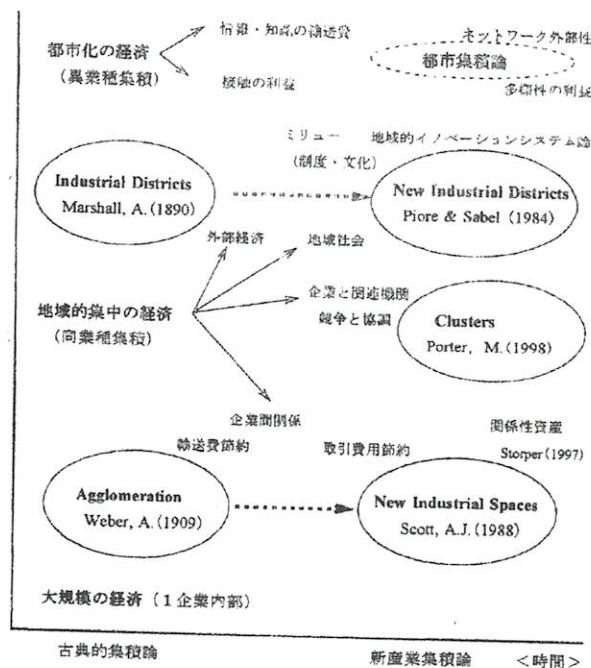 都市化の経済
(異業種集積)
情報・知識の輸送費
接触の利益
ネットワーク外部性
都市集積論
多様性の利益
ミリュー
(制度・文化)
地域的イノベーションシステム論
Industrial Districts
Marshall, A. (1890)
New Industrial Districts
Piore & Sabel (1984)
外部経済
地域社会
地域的集中の経済
(同業種集積)
企業と関連機関
競争と協調
Clusters
Porter, M. (1998)
企業間関係
輸送費節約
取引費用節約
関係性資産
Storper(1997)
Agglomeration
Weber, A. (1909)
New Industrial Spaces
Scott, A.J. (1988)
大規模の経済(1企業内部)
古典的集積論
新産業集積論
<時間>